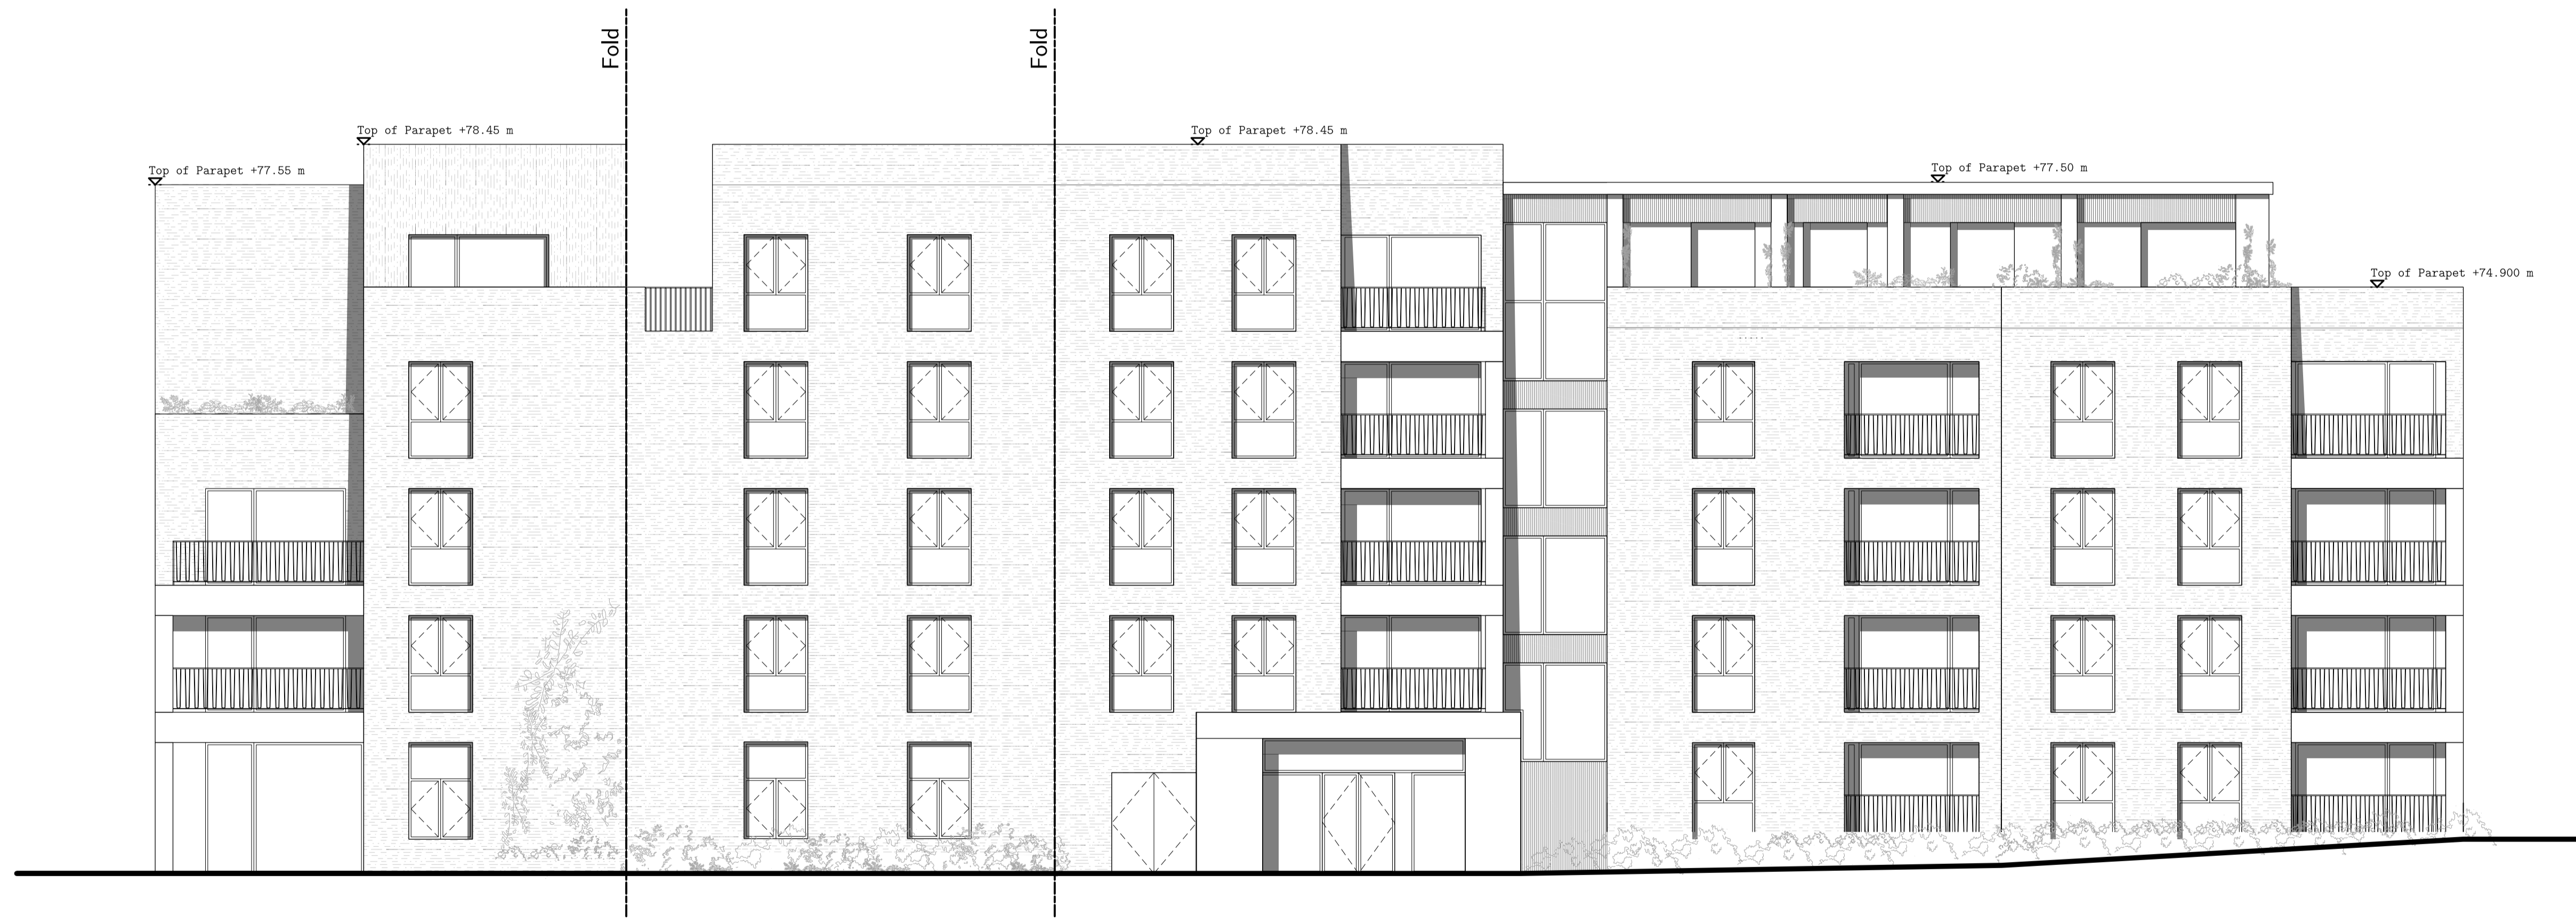 Fold
Fold
Top of Parapet +78.45 m
Top of Parapet +78.45 m
Top of Parapet +77.55 m
Top of Parapet +77.50 m
Top of Parapet +74.900 m